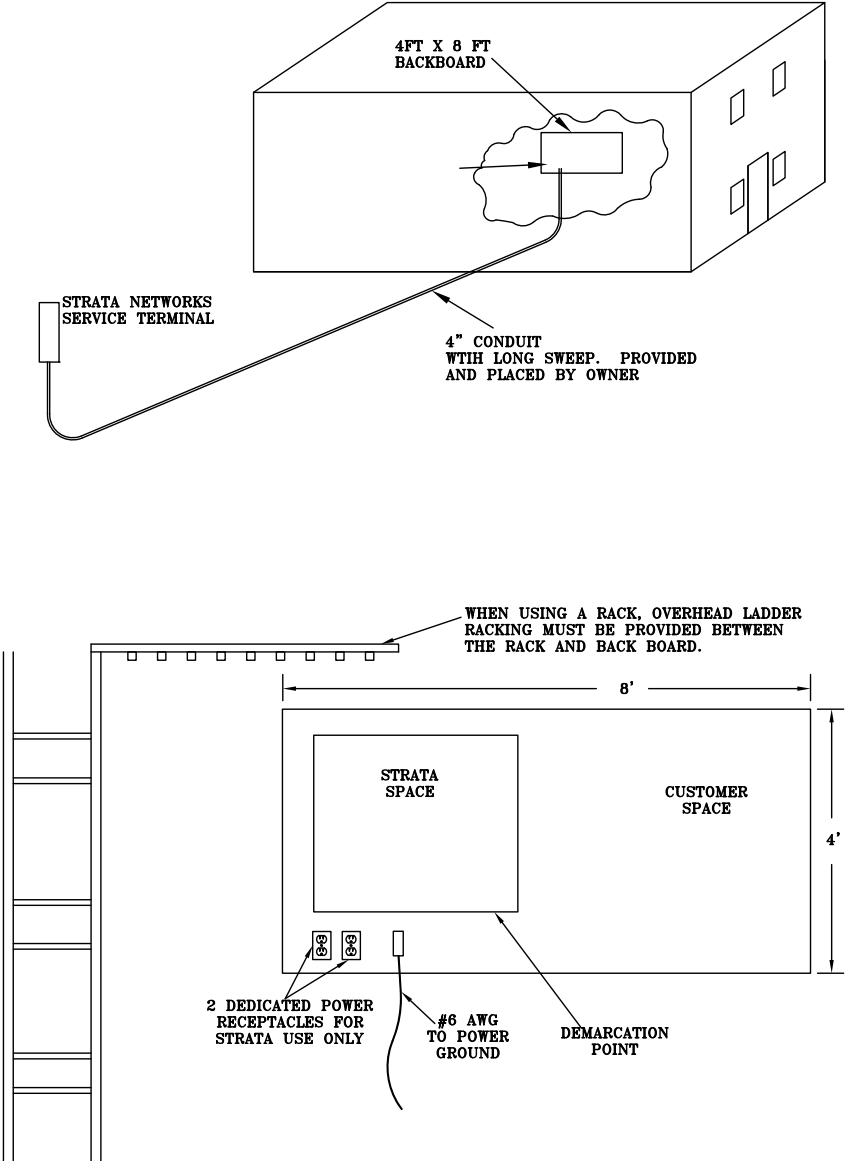 4FT X 8 FT
BACKBOARD
STRATA NETWORKS
SERVICE TERMINAL
4" CONDUIT
WTIH LONG SWEEP. PROVIDED
AND PLACED BY OWNER
WHEN USING A RACK, OVERHEAD LADDER
RACKING MUST BE PROVIDED BETWEEN
THE RACK AND BACK BOARD.
8'
STRATA
SPACE
CUSTOMER
SPACE
4'
2 DEDICATED POWER
RECEPTACLES FOR
STRATA USE ONLY
#6 AWG
TO POWER
GROUND
DEMARCATION
POINT